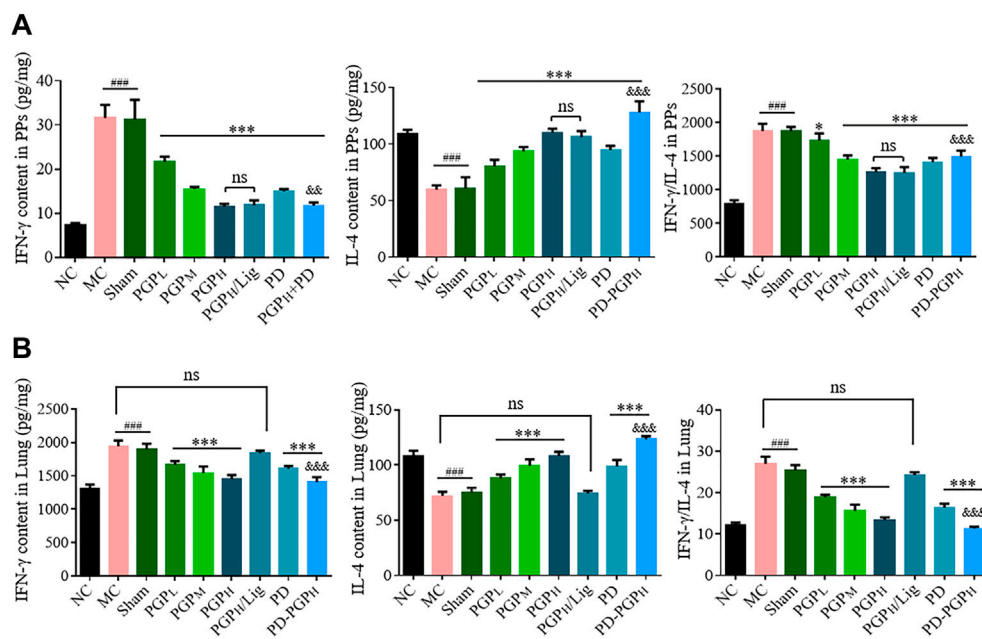 A
IFN-γ content in PPs (pg/mg)
40
30
20
10
0
###
***
ns
&&
NC
MC
Sham
PGPL
PGPM
PGPH
PGPH/Lig
PD
PGPH+PD
IL-4 content in PPs (pg/mg)
150
100
50
0
###
***
ns
&&&
NC
MC
Sham
PGPL
PGPM
PGPH
PGPH/Lig
PD
PD-PGPH
IFN-γ/IL-4 in PPs
2500
2000
1500
1000
500
0
###
*
***
ns
&&&
NC
MC
Sham
PGPL
PGPM
PGPH
PGPH/Lig
PD
PD-PGPH
B
IFN-γ content in Lung (pg/mg)
2500
2000
1500
1000
500
0
ns
###
***
***
&&&
NC
MC
Sham
PGPL
PGPM
PGPH
PGPH/Lig
PD
PD-PGPH
IL-4 content in Lung (pg/mg)
150
100
50
0
ns
###
***
***
&&&
NC
MC
Sham
PGPL
PGPM
PGPH
PGPH/Lig
PD
PD-PGPH
IFN-γ/IL-4 in Lung
40
30
20
10
0
ns
###
***
***
&&&
NC
MC
Sham
PGPL
PGPM
PGPH
PGPH/Lig
PD
PD-PGPH